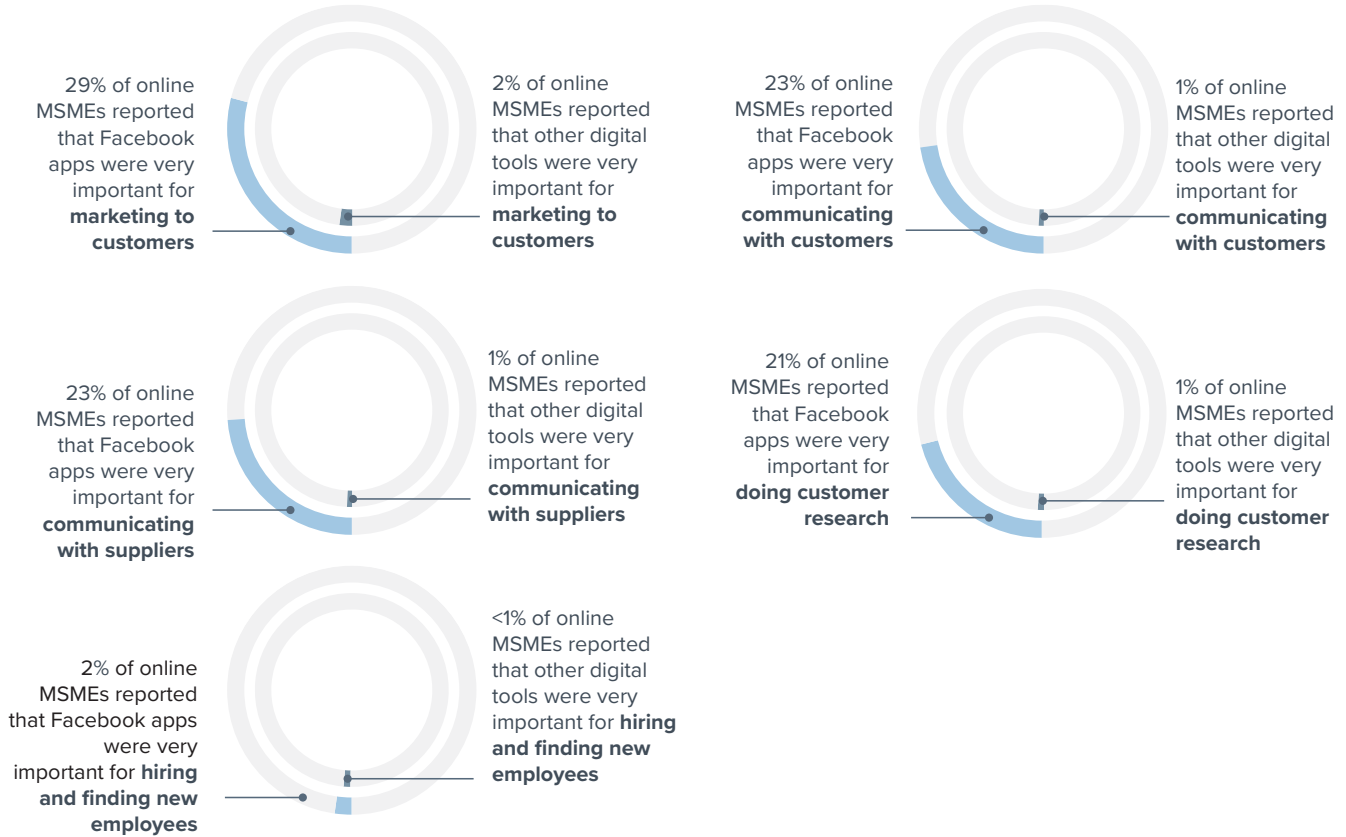 29% of online
MSMEs reported
that Facebook
apps were very
important for
marketing to
customers
2% of online
MSMEs reported
that other digital
tools were very
important for
marketing to
customers
23% of online
MSMEs reported
that Facebook
apps were very
important for
communicating
with customers
1% of online
MSMEs reported
that other digital
tools were very
important for
communicating
with customers
23% of online
MSMEs reported
that Facebook
apps were very
important for
communicating
with suppliers
1% of online
MSMEs reported
that other digital
tools were very
important for
communicating
with suppliers
21% of online
MSMEs reported
that Facebook
apps were very
important for
doing customer
research
1% of online
MSMEs reported
that other digital
tools were very
important for
doing customer
research
2% of online
MSMEs reported
that Facebook apps
were very
important for hiring
and finding new
employees
<1% of online
MSMEs reported
that other digital
tools were very
important for hiring
and finding new
employees